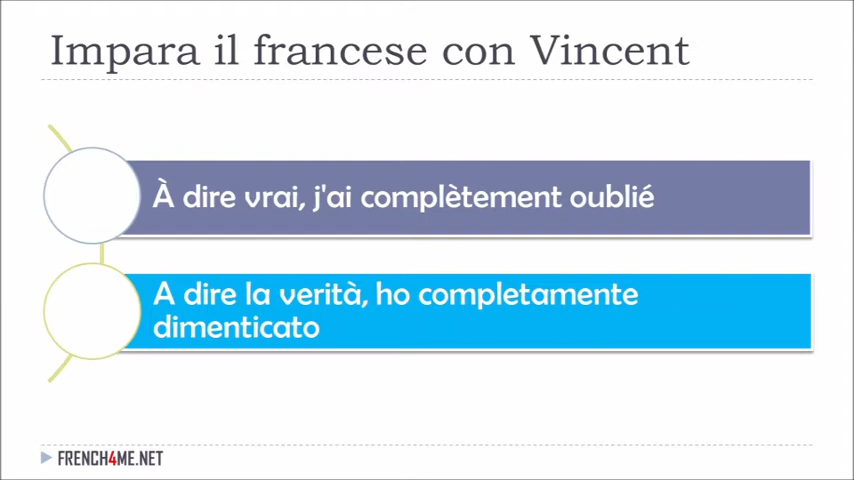 Impara il francese con Vincent
À dire vrai, j'ai complètement oublié
A dire la verità, ho completamente
dimenticato
FRENCH4ME.NET